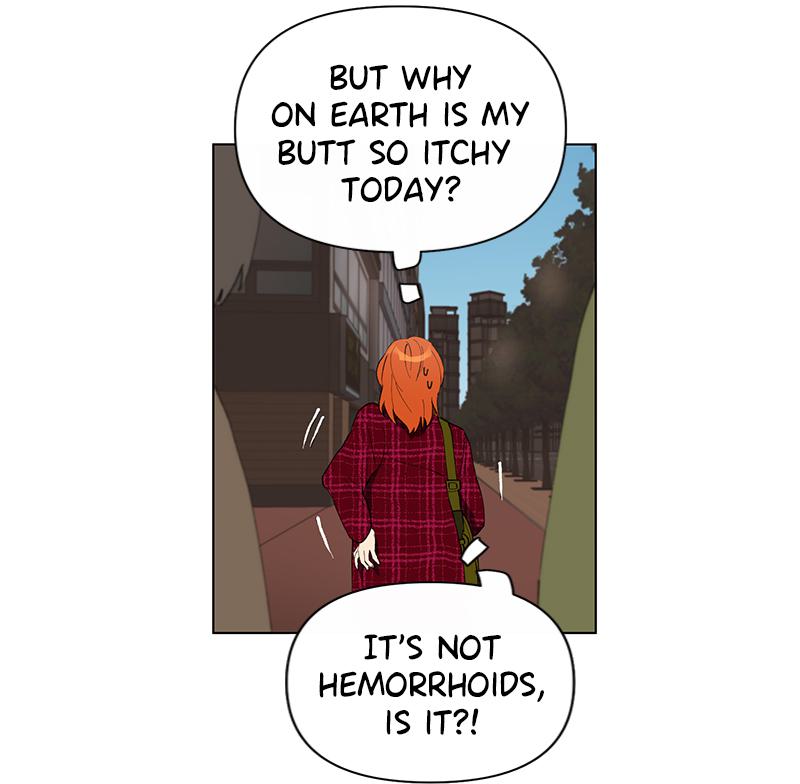 BUT WHY
ON EARTH IS MY
BUTT SO ITCHY
TODAY?
IT'S NOT
HEMORRHOIDS,
IS IT?!